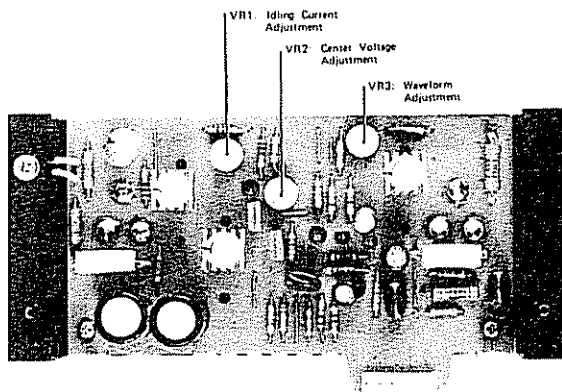 VR1: Idling Current
Adjustment
VR2: Center Voltage
Adjustment
VR3: Waveform
Adjustment